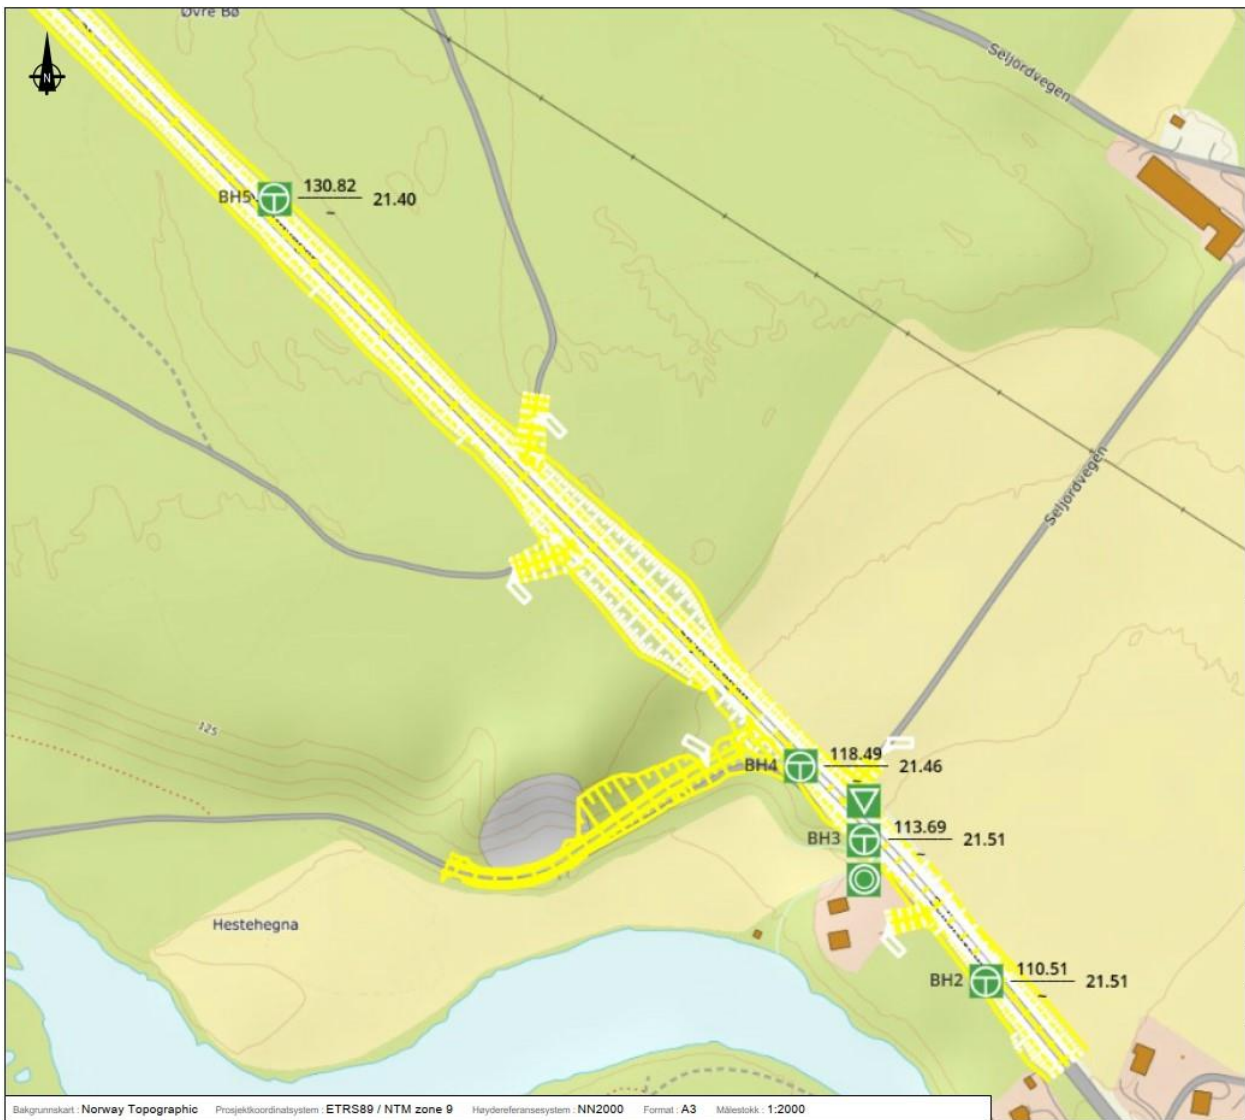 Øvre Bø
N
Seljordvegen
BH5
130.82
21.40
–
Seljordvegen
125
BH4
118.49
21.46
–
BH3
113.69
21.51
–
Hestehegna
BH2
110.51
21.51
–
Bakgrunnskart : Norway Topographic Prosjektkoordinatsystem : ETRS89 / NTM zone 9 Høydereferansesystem : NN2000 Format : A3 Målestokk : 1:2000